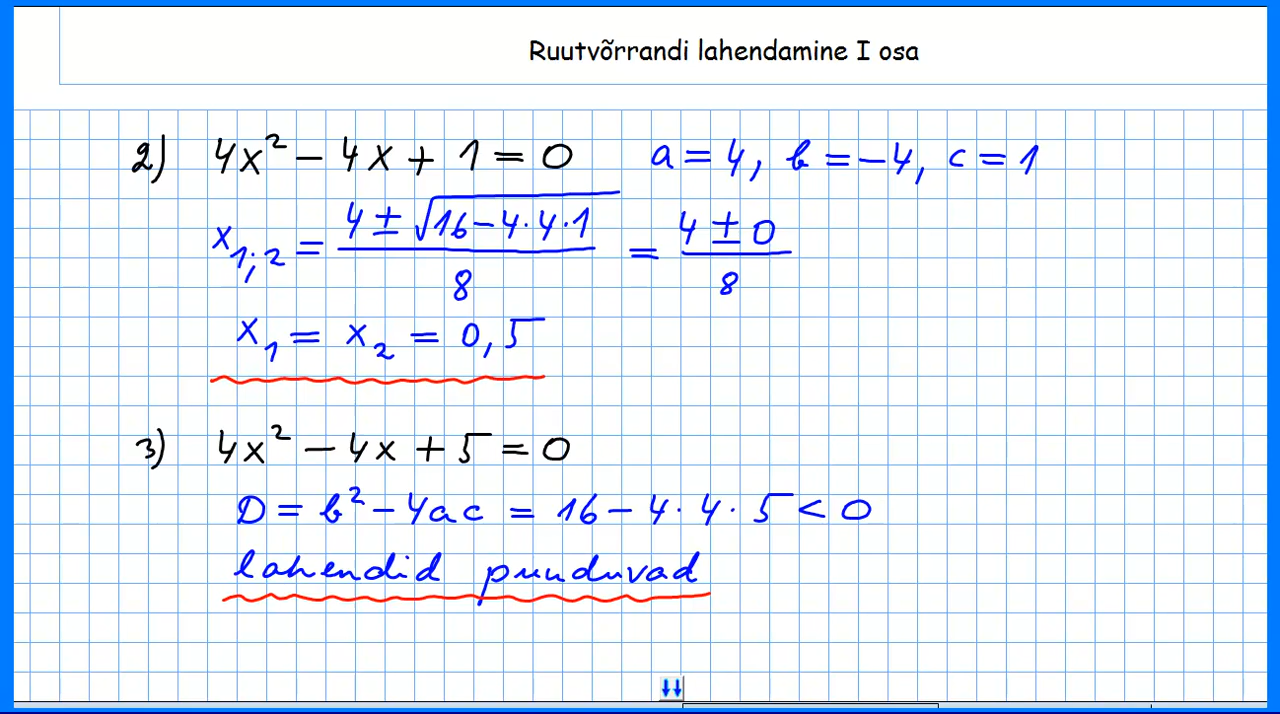 Ruutvõrrandi lahendamine I osa
2) 4x² − 4x + 1 = 0 a = 4, b = −4, c = 1
x₁;₂ = (4 ± √(16 − 4·4·1))/8 = (4 ± 0)/8
x₁ = x₂ = 0,5
3) 4x² − 4x + 5 = 0
D = b² − 4ac = 16 − 4·4·5 < 0
lahendid puuduvad